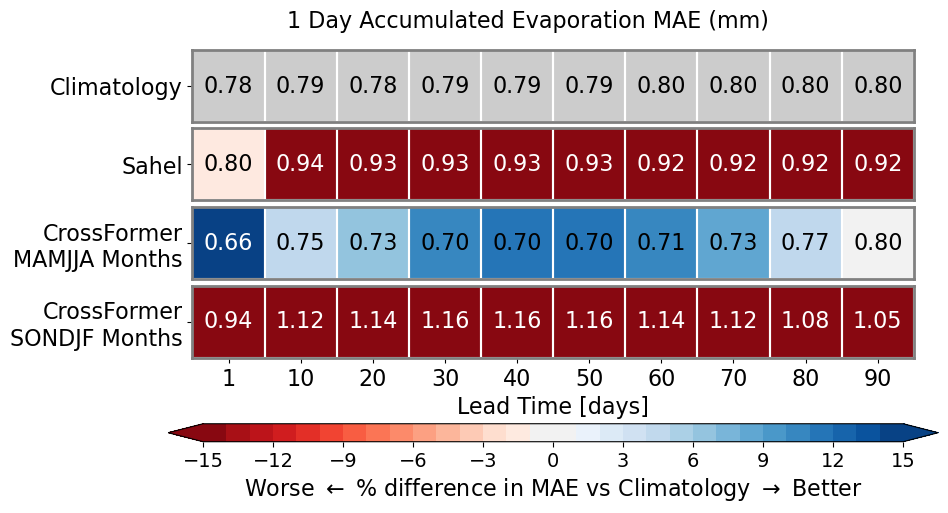 1 Day Accumulated Evaporation MAE (mm)
Climatology 0.78 0.79 0.78 0.79 0.79 0.79 0.80 0.80 0.80 0.80
Sahel 0.80 0.94 0.93 0.93 0.93 0.93 0.92 0.92 0.92 0.92
CrossFormer
MAMJJA Months 0.66 0.75 0.73 0.70 0.70 0.70 0.71 0.73 0.77 0.80
CrossFormer
SONDJF Months 0.94 1.12 1.14 1.16 1.16 1.16 1.14 1.12 1.08 1.05
1 10 20 30 40 50 60 70 80 90
Lead Time [days]
−15 −12 −9 −6 −3 0 3 6 9 12 15
Worse ← % difference in MAE vs Climatology → Better